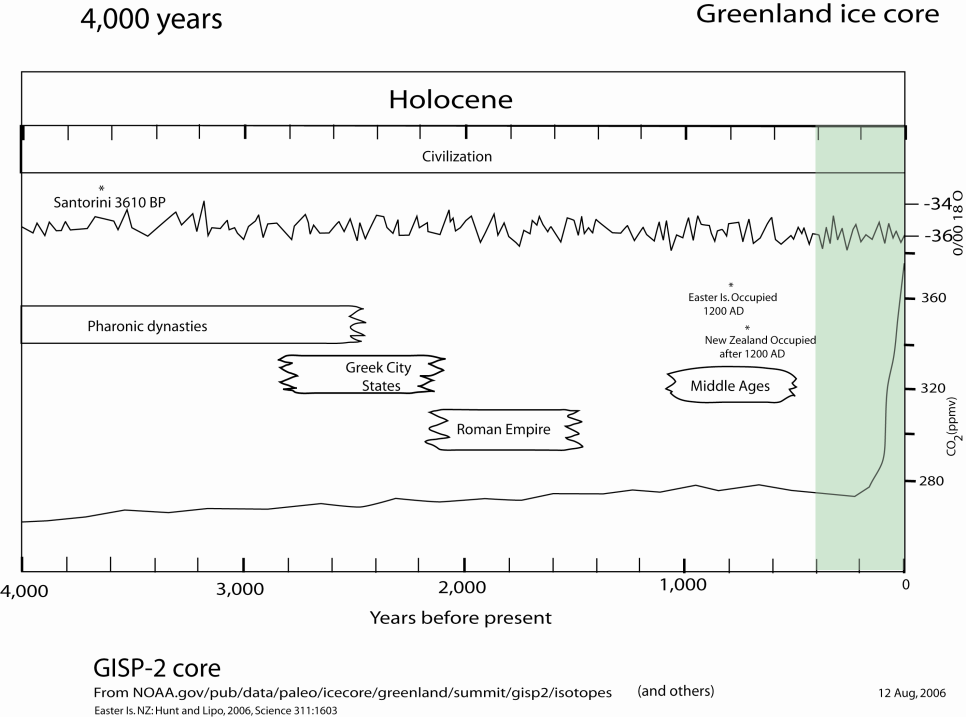 4,000 years
Greenland ice core
Holocene
Civilization
*
Santorini 3610 BP
-34
-36
0/00 18 O
*
Easter Is. Occupied
1200 AD
*
New Zealand Occupied
after 1200 AD
360
Pharonic dynasties
Greek City
States
Middle Ages
320
Roman Empire
CO2(ppmv)
280
4,000
3,000
2,000
1,000
0
Years before present
GISP-2 core
From NOAA.gov/pub/data/paleo/icecore/greenland/summit/gisp2/isotopes
(and others)
12 Aug, 2006
Easter Is. NZ: Hunt and Lipo, 2006, Science 311:1603